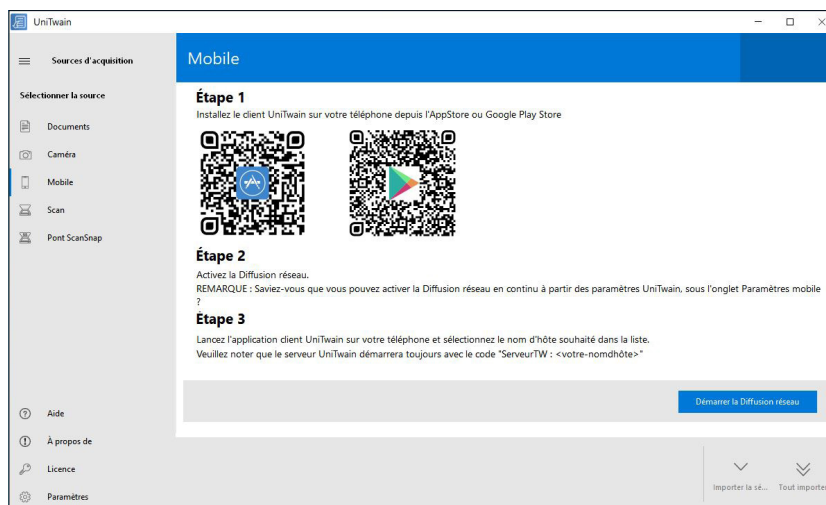 UniTwain
Sources d'acquisition
Sélectionner la source
Documents
Caméra
Mobile
Scan
Pont ScanSnap
Aide
À propos de
Licence
Paramètres
Mobile
Étape 1
Installez le client UniTwain sur votre téléphone depuis l'AppStore ou Google Play Store
Étape 2
Activez la Diffusion réseau.
REMARQUE : Saviez-vous que vous pouvez activer la Diffusion réseau en continu à partir des paramètres UniTwain, sous l'onglet Paramètres mobile
?
Étape 3
Lancez l'application client UniTwain sur votre téléphone et sélectionnez le nom d'hôte souhaité dans la liste.
Veuillez noter que le serveur UniTwain démarrera toujours avec le code "ServeurTW : <votre-nomdhôte>"
Démarrer la Diffusion réseau
Importer la sé...
Tout importer